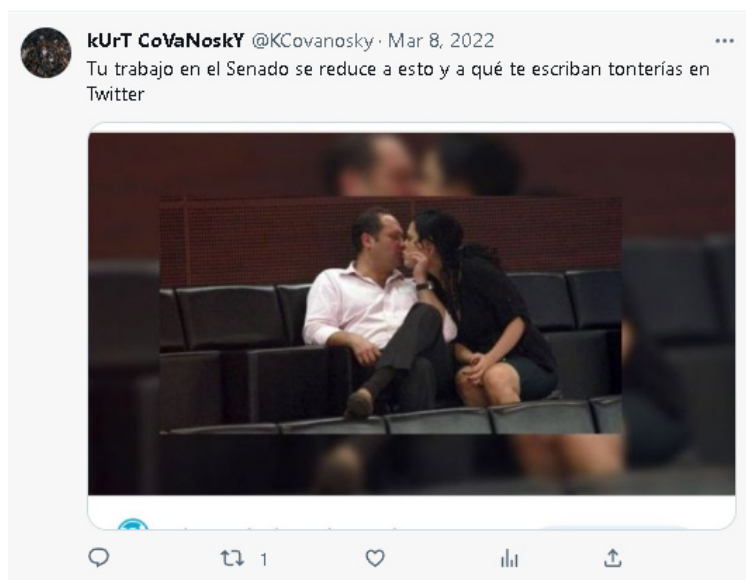 kUrT CoVaNoskY @KCovanosky · Mar 8, 2022
Tu trabajo en el Senado se reduce a esto y a qué te escriban tonterías en
Twitter
1